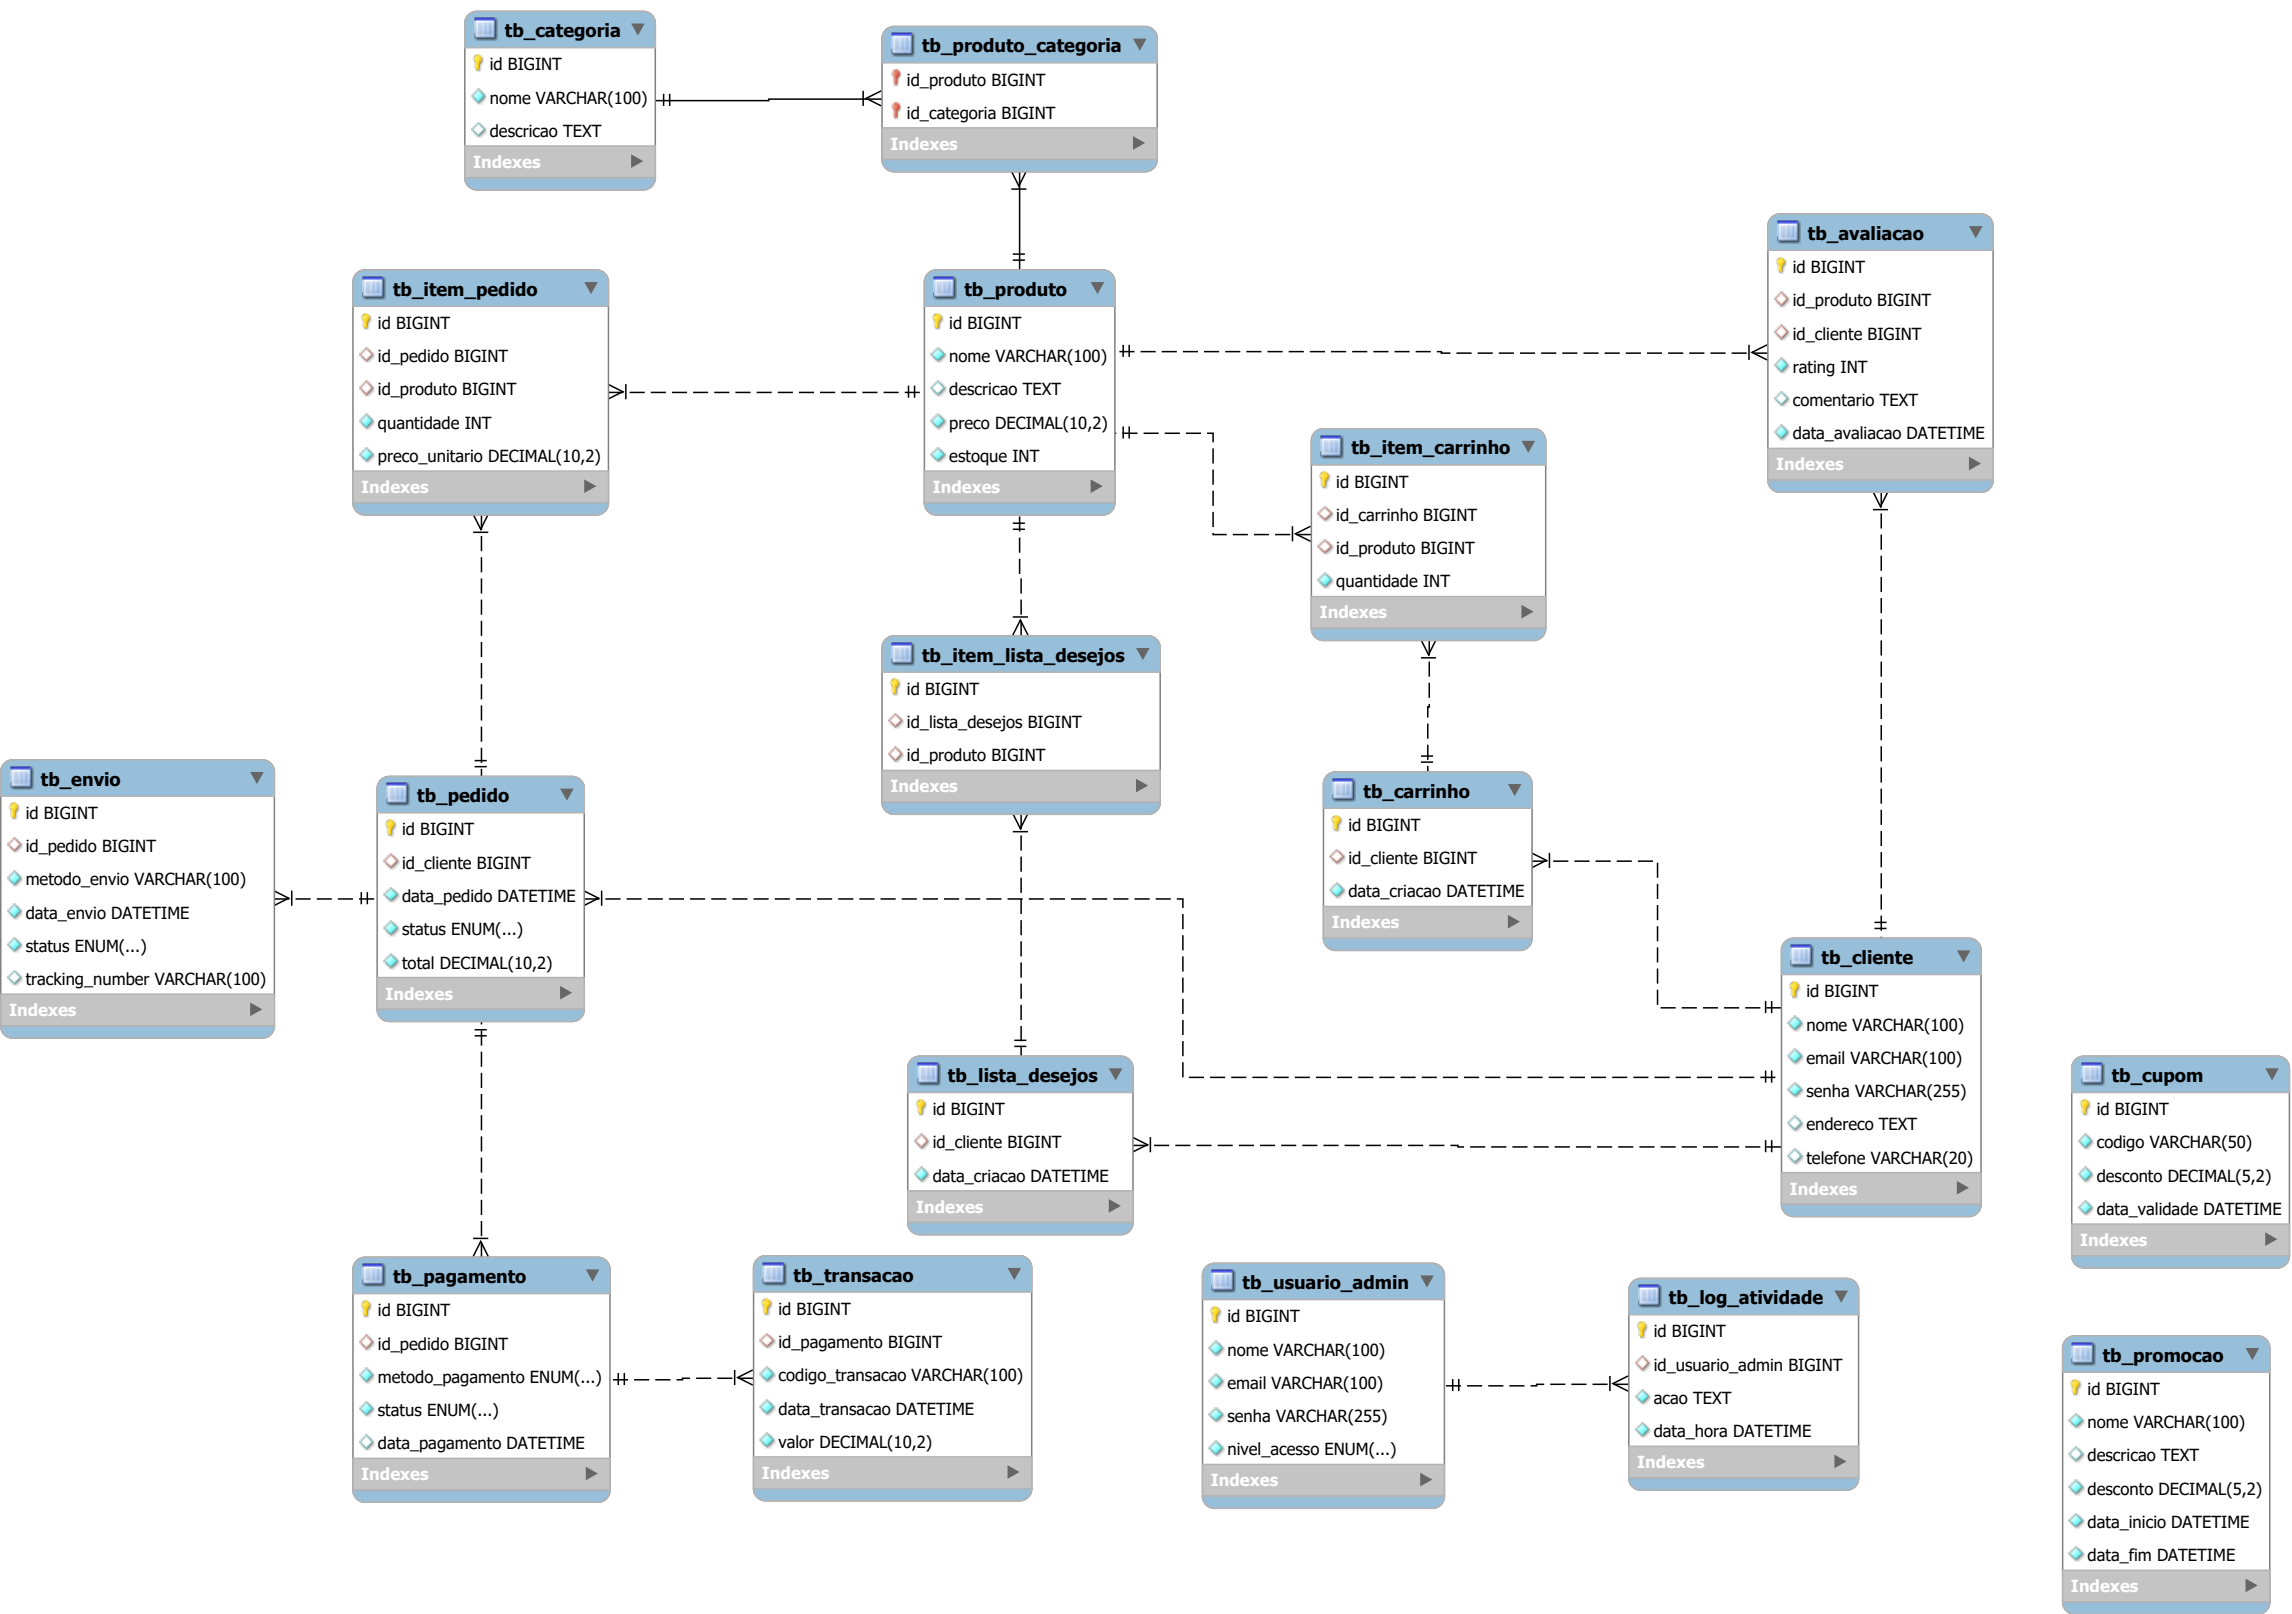 tb_categoria
id BIGINT
nome VARCHAR(100)
descricao TEXT
Indexes
tb_produto_categoria
id_produto BIGINT
id_categoria BIGINT
Indexes
tb_avaliacao
id BIGINT
id_produto BIGINT
id_cliente BIGINT
rating INT
comentario TEXT
data_avaliacao DATETIME
Indexes
tb_item_pedido
id BIGINT
id_pedido BIGINT
id_produto BIGINT
quantidade INT
preco_unitario DECIMAL(10,2)
Indexes
tb_produto
id BIGINT
nome VARCHAR(100)
descricao TEXT
preco DECIMAL(10,2)
estoque INT
Indexes
tb_item_carrinho
id BIGINT
id_carrinho BIGINT
id_produto BIGINT
quantidade INT
Indexes
tb_item_lista_desejos
id BIGINT
id_lista_desejos BIGINT
id_produto BIGINT
Indexes
tb_envio
id BIGINT
id_pedido BIGINT
metodo_envio VARCHAR(100)
data_envio DATETIME
status ENUM(...)
tracking_number VARCHAR(100)
Indexes
tb_pedido
id BIGINT
id_cliente BIGINT
data_pedido DATETIME
status ENUM(...)
total DECIMAL(10,2)
Indexes
tb_carrinho
id BIGINT
id_cliente BIGINT
data_criacao DATETIME
Indexes
tb_cliente
id BIGINT
nome VARCHAR(100)
email VARCHAR(100)
senha VARCHAR(255)
endereco TEXT
telefone VARCHAR(20)
Indexes
tb_lista_desejos
id BIGINT
id_cliente BIGINT
data_criacao DATETIME
Indexes
tb_cupom
id BIGINT
codigo VARCHAR(50)
desconto DECIMAL(5,2)
data_validade DATETIME
Indexes
tb_pagamento
id BIGINT
id_pedido BIGINT
metodo_pagamento ENUM(...)
status ENUM(...)
data_pagamento DATETIME
Indexes
tb_transacao
id BIGINT
id_pagamento BIGINT
codigo_transacao VARCHAR(100)
data_transacao DATETIME
valor DECIMAL(10,2)
Indexes
tb_usuario_admin
id BIGINT
nome VARCHAR(100)
email VARCHAR(100)
senha VARCHAR(255)
nivel_acesso ENUM(...)
Indexes
tb_log_atividade
id BIGINT
id_usuario_admin BIGINT
acao TEXT
data_hora DATETIME
Indexes
tb_promocao
id BIGINT
nome VARCHAR(100)
descricao TEXT
desconto DECIMAL(5,2)
data_inicio DATETIME
data_fim DATETIME
Indexes